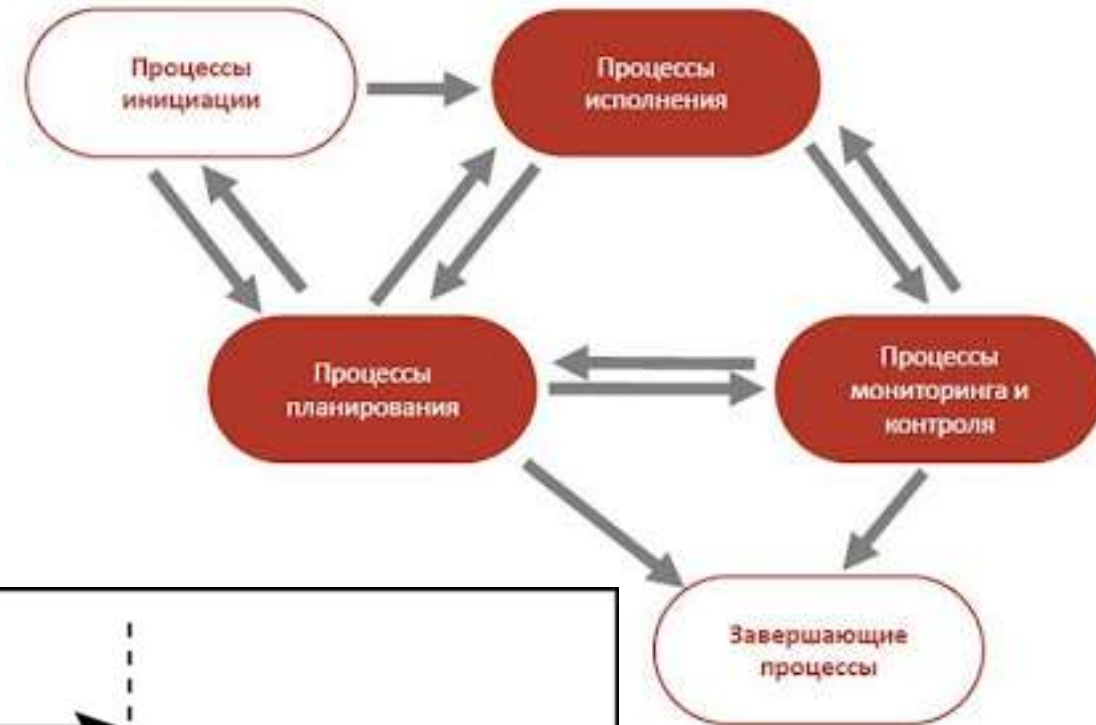 Процессы
инициации
Процессы
исполнения
Процессы
планирования
Процессы
мониторинга и
контроля
Завершающие
процессы